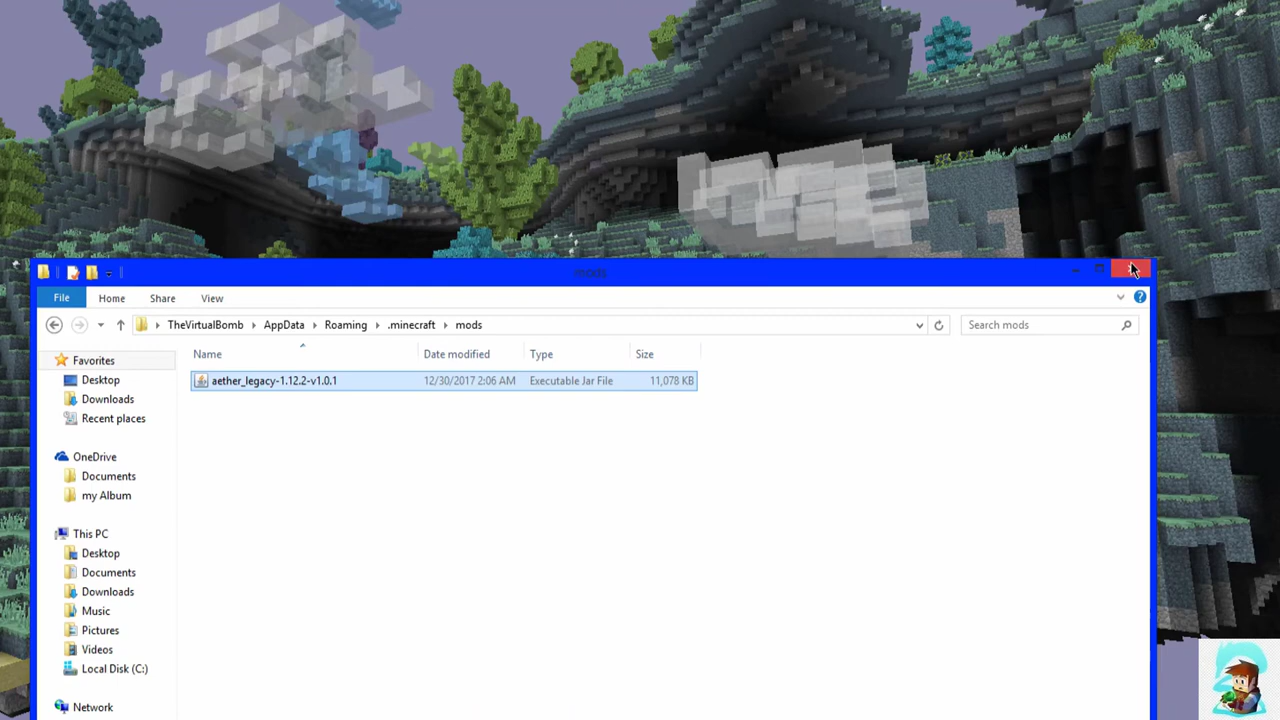 mods
File Home Share View
TheVirtualBomb AppData Roaming .minecraft mods Search mods
Name Date modified Type Size
Favorites
aether_legacy-1.12.2-v1.0.1 12/30/2017 2:06 AM Executable Jar File 11,078 KB
Desktop
Downloads
Recent places
OneDrive
Documents
my Album
This PC
Desktop
Documents
Downloads
Music
Pictures
Videos
Local Disk (C:)
Network